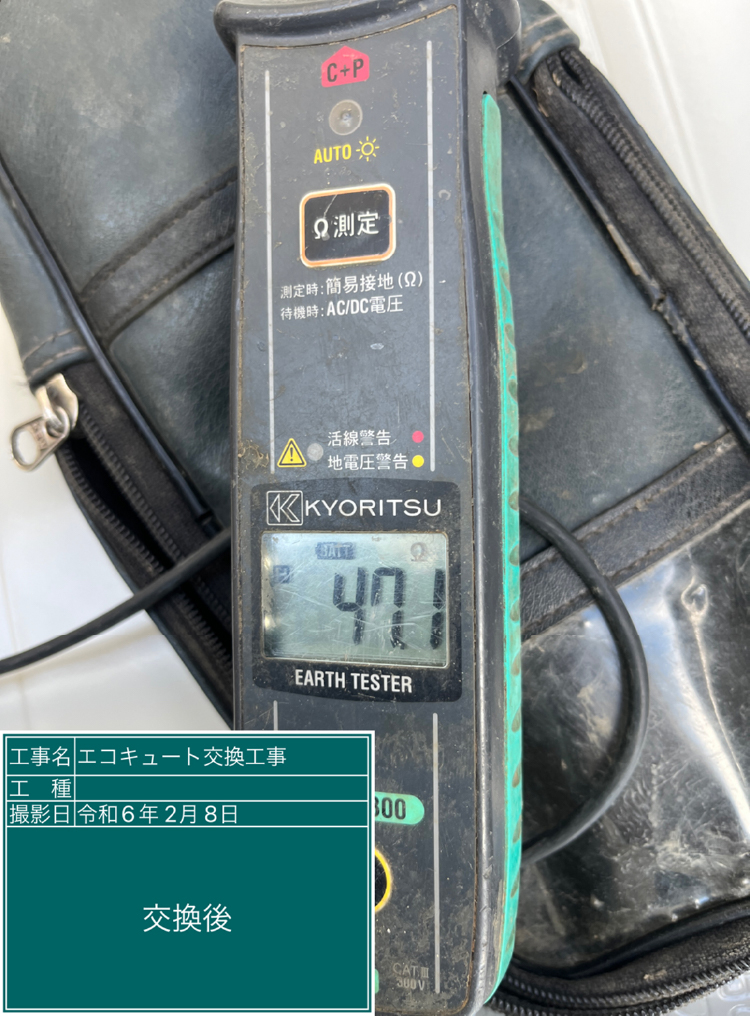 C+P
AUTO
Ω測定
測定時:簡易接地(Ω)
待機時:AC/DC電圧
活線警告
地電圧警告
KYORITSU
BATT Ω
47.1
EARTH TESTER
300
CAT.Ⅲ
300V
工事名 エコキュート交換工事
工 種
撮影日 令和6年2月8日
交換後